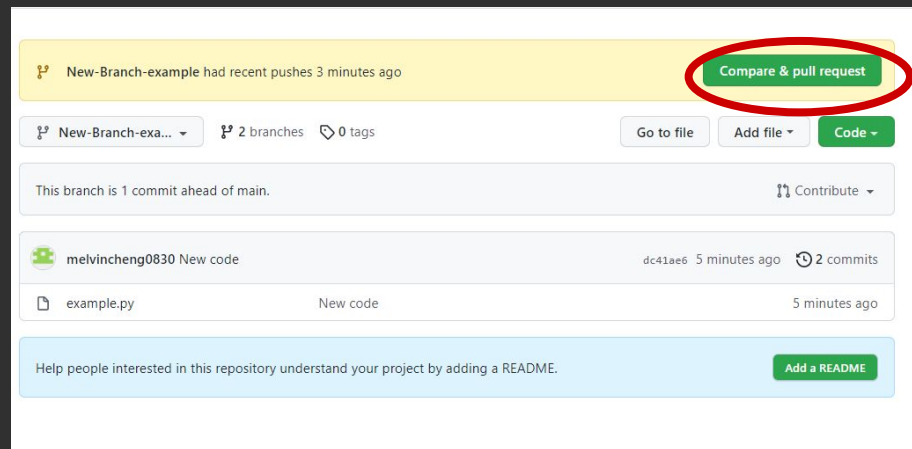 New-Branch-example had recent pushes 3 minutes ago Compare & pull request
New-Branch-exa... 2 branches 0 tags Go to file Add file Code
This branch is 1 commit ahead of main. Contribute
melvincheng0830 New code dc41ae6 5 minutes ago 2 commits
example.py New code 5 minutes ago
Help people interested in this repository understand your project by adding a README. Add a README